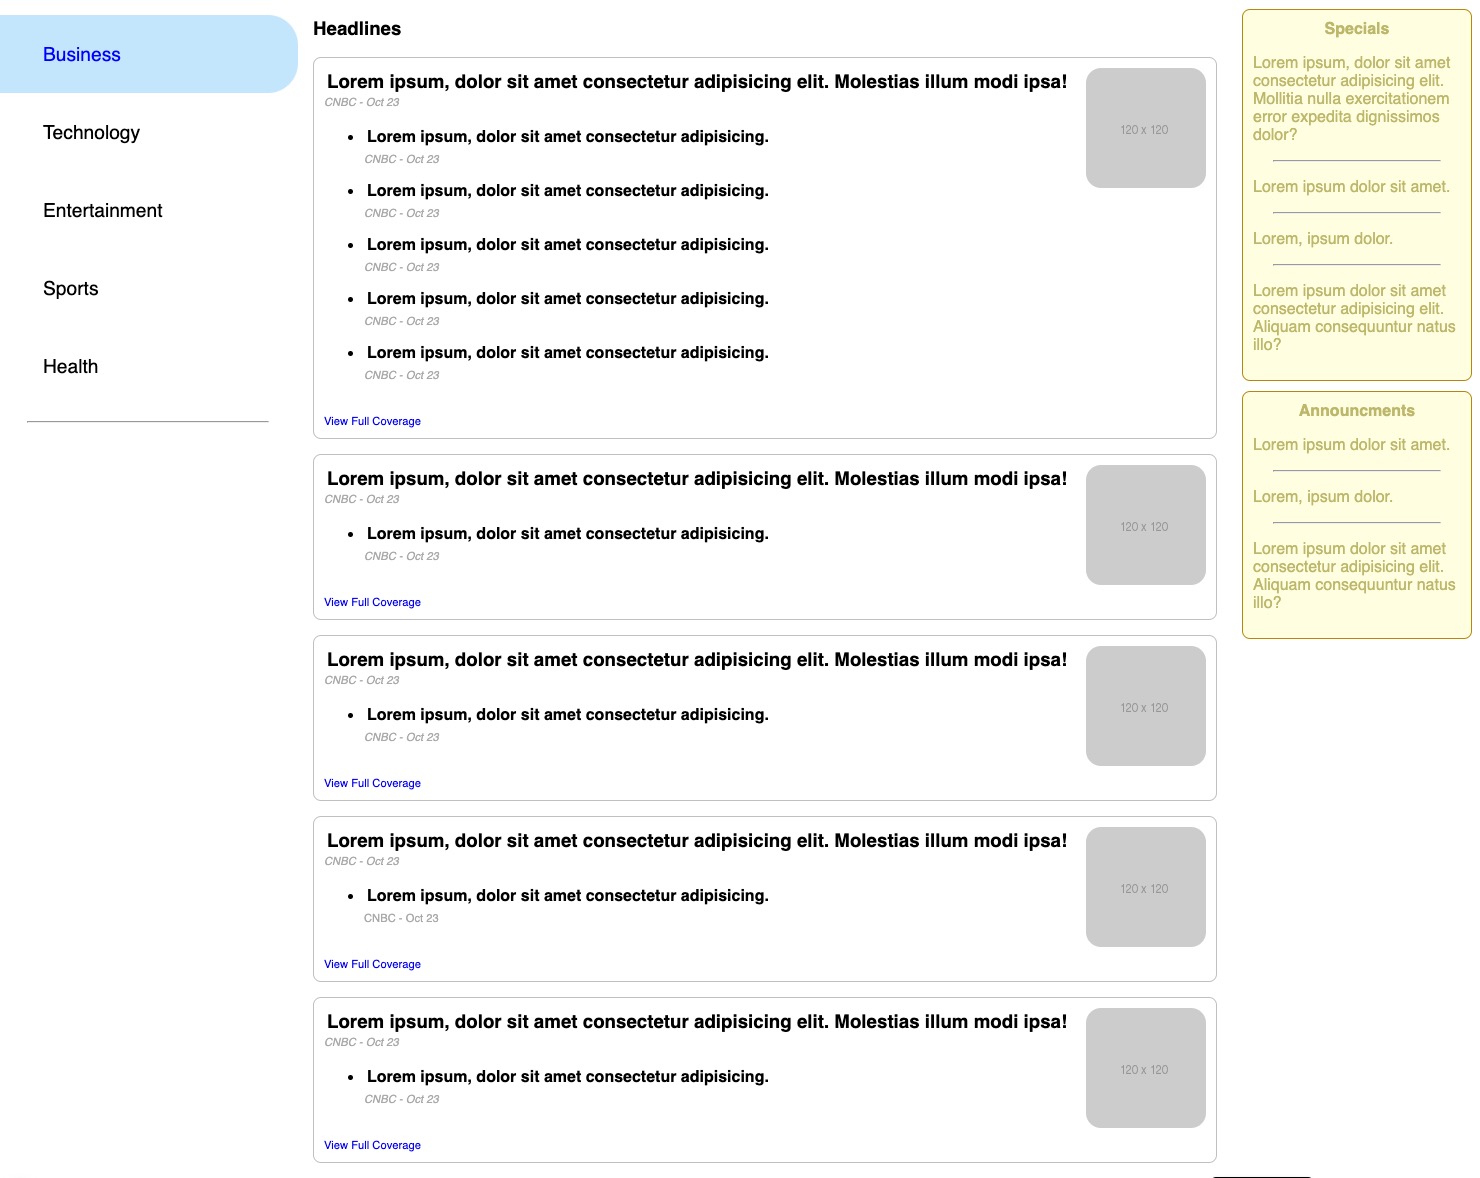 Business
Technology
Entertainment
Sports
Health
Headlines
Lorem ipsum, dolor sit amet consectetur adipisicing elit. Molestias illum modi ipsa!
CNBC - Oct 23
120 x 120
• Lorem ipsum, dolor sit amet consectetur adipisicing.
CNBC - Oct 23
• Lorem ipsum, dolor sit amet consectetur adipisicing.
CNBC - Oct 23
• Lorem ipsum, dolor sit amet consectetur adipisicing.
CNBC - Oct 23
• Lorem ipsum, dolor sit amet consectetur adipisicing.
CNBC - Oct 23
• Lorem ipsum, dolor sit amet consectetur adipisicing.
CNBC - Oct 23
View Full Coverage
Lorem ipsum, dolor sit amet consectetur adipisicing elit. Molestias illum modi ipsa!
CNBC - Oct 23
120 x 120
• Lorem ipsum, dolor sit amet consectetur adipisicing.
CNBC - Oct 23
View Full Coverage
Lorem ipsum, dolor sit amet consectetur adipisicing elit. Molestias illum modi ipsa!
CNBC - Oct 23
120 x 120
• Lorem ipsum, dolor sit amet consectetur adipisicing.
CNBC - Oct 23
View Full Coverage
Lorem ipsum, dolor sit amet consectetur adipisicing elit. Molestias illum modi ipsa!
CNBC - Oct 23
120 x 120
• Lorem ipsum, dolor sit amet consectetur adipisicing.
CNBC - Oct 23
View Full Coverage
Lorem ipsum, dolor sit amet consectetur adipisicing elit. Molestias illum modi ipsa!
CNBC - Oct 23
120 x 120
• Lorem ipsum, dolor sit amet consectetur adipisicing.
CNBC - Oct 23
View Full Coverage
Specials
Lorem ipsum, dolor sit amet
consectetur adipisicing elit.
Mollitia nulla exercitationem
error expedita dignissimos
dolor?
Lorem ipsum dolor sit amet.
Lorem, ipsum dolor.
Lorem ipsum dolor sit amet
consectetur adipisicing elit.
Aliquam consequuntur natus
illo?
Announcments
Lorem ipsum dolor sit amet.
Lorem, ipsum dolor.
Lorem ipsum dolor sit amet
consectetur adipisicing elit.
Aliquam consequuntur natus
illo?